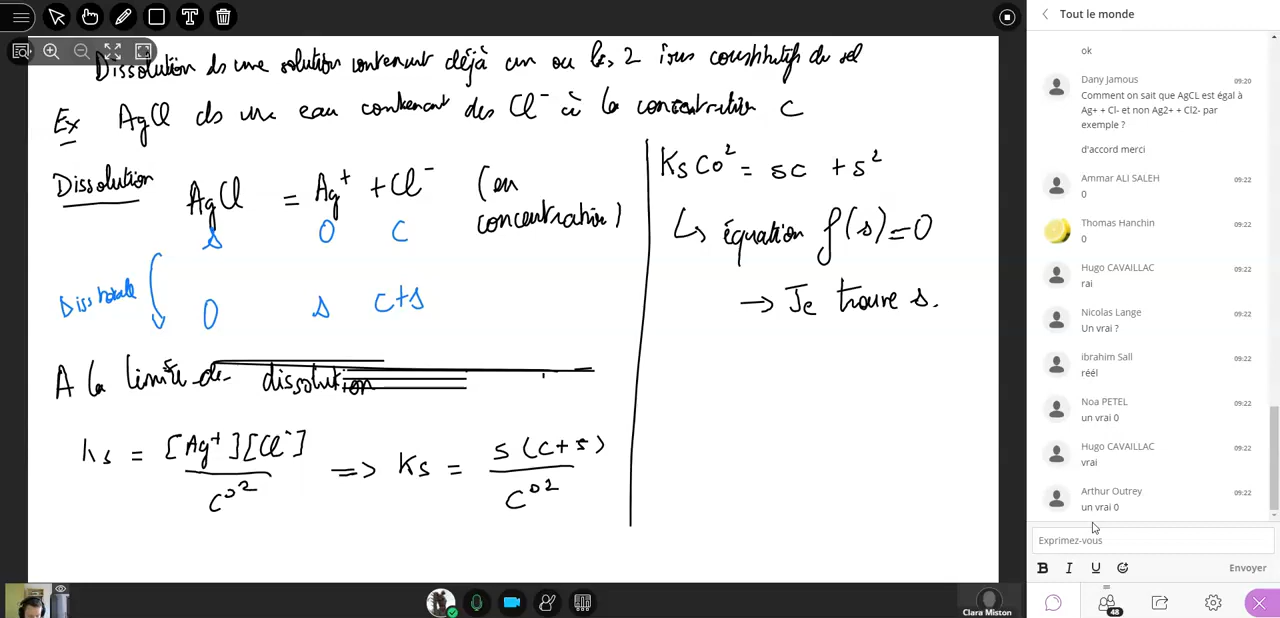 Dissolution ds une solution contenant déjà un ou les 2 ions constitutifs du sel
Ex AgCl ds une eau contenant des Cl⁻ à la concentration C
Dissolution AgCl = Ag⁺ + Cl⁻ (en concentration)
s 0 C
Diss totale
0 s C+s
A la limite de dissolution
Ks = [Ag⁺][Cl⁻] / C°² => Ks = s(C+s) / C°²
Ks Co² = sC + s²
↳ équation f(s) = 0
→ Je trouve s.
Tout le monde
ok
Dany Jamous 09:20
Comment on sait que AgCL est égal à
Ag+ + Cl- et non Ag2+ + Cl2- par
exemple ?
d'accord merci
Ammar ALI SALEH 09:22
0
Thomas Hanchin 09:22
0
Hugo CAVAILLAC 09:22
rai
Nicolas Lange 09:22
Un vrai ?
ibrahim Sall 09:22
réél
Noa PETEL 09:22
un vrai 0
Hugo CAVAILLAC 09:22
vrai
Arthur Outrey 09:22
un vrai 0
Exprimez-vous
B I U Envoyer
48
Clara Miston